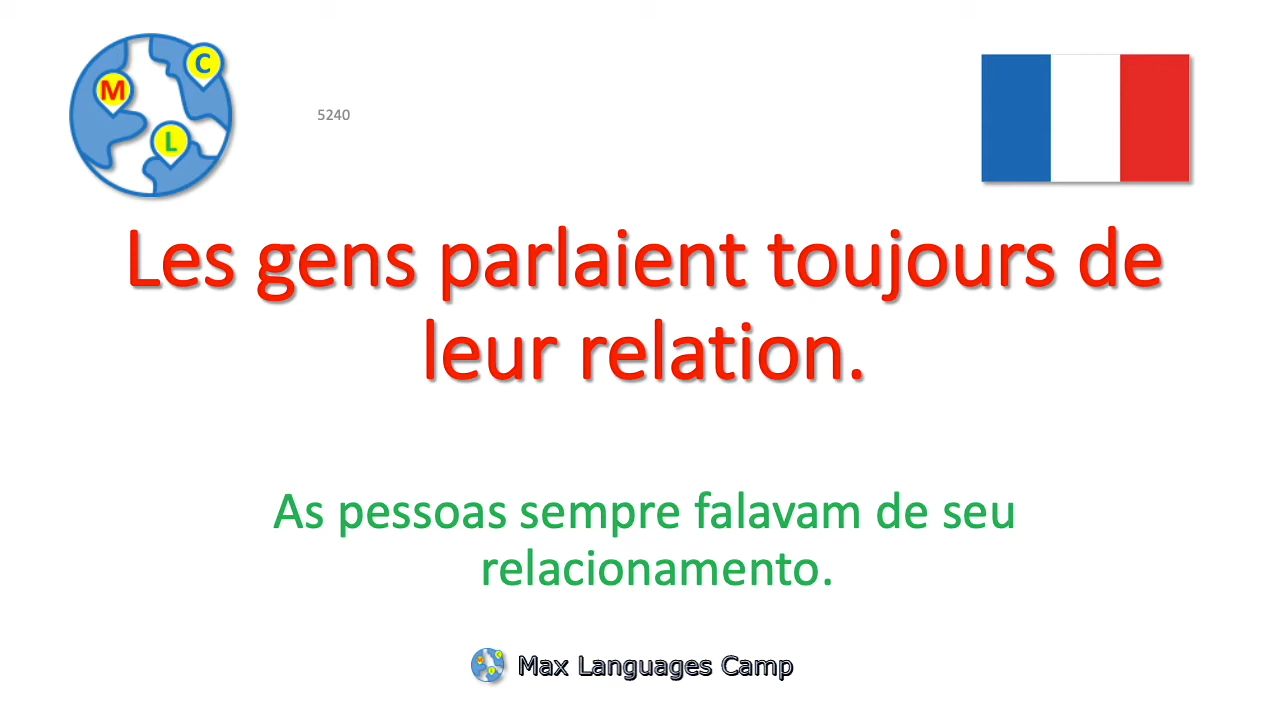 C
M
L
5240
Les gens parlaient toujours de
leur relation.
As pessoas sempre falavam de seu
relacionamento.
Max Languages Camp